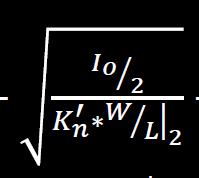 − √( (I_O/2) / (K′_n * W/L|_2) ) −